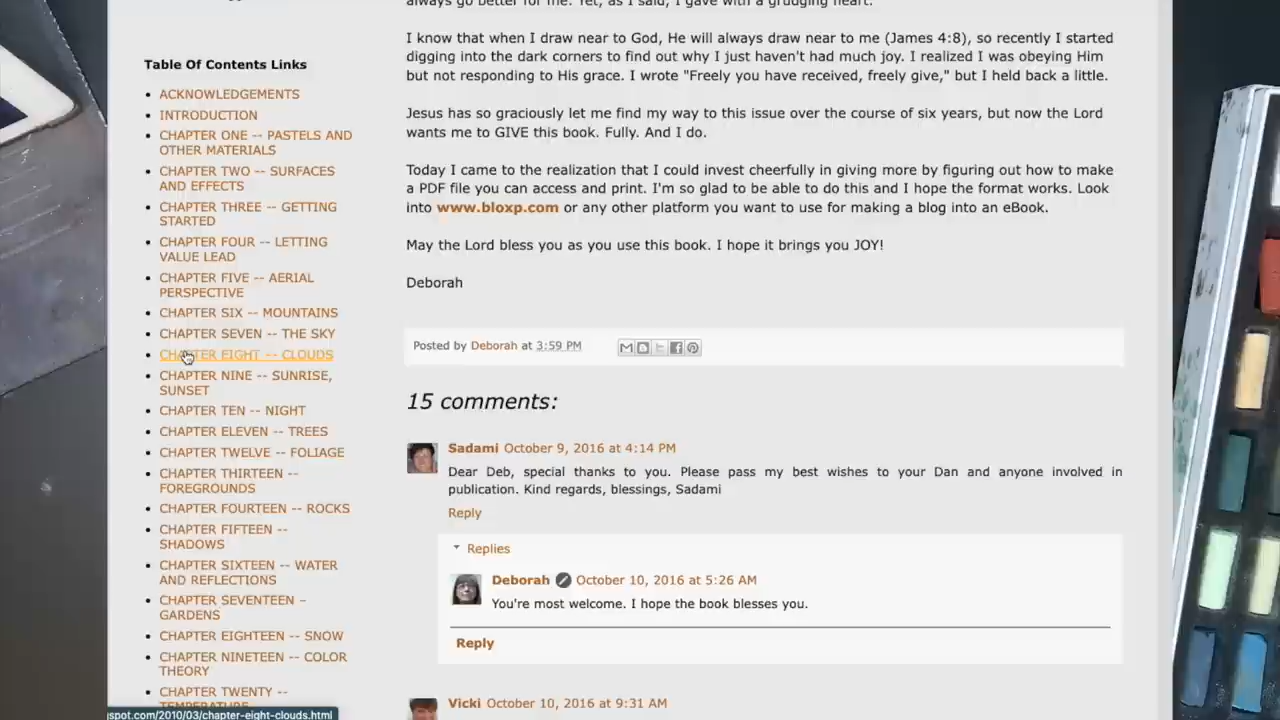 always go better for me. Yet, as I said, I gave with a grudging heart.
I know that when I draw near to God, He will always draw near to me (James 4:8), so recently I started
digging into the dark corners to find out why I just haven't had much joy. I realized I was obeying Him
but not responding to His grace. I wrote "Freely you have received, freely give," but I held back a little.
Jesus has so graciously let me find my way to this issue over the course of six years, but now the Lord
wants me to GIVE this book. Fully. And I do.
Today I came to the realization that I could invest cheerfully in giving more by figuring out how to make
a PDF file you can access and print. I'm so glad to be able to do this and I hope the format works. Look
into www.bloxp.com or any other platform you want to use for making a blog into an eBook.
May the Lord bless you as you use this book. I hope it brings you JOY!
Deborah
Posted by Deborah at 3:59 PM
15 comments:
Sadami October 9, 2016 at 4:14 PM
Dear Deb, special thanks to you. Please pass my best wishes to your Dan and anyone involved in
publication. Kind regards, blessings, Sadami
Reply
Replies
Deborah October 10, 2016 at 5:26 AM
You're most welcome. I hope the book blesses you.
Reply
Vicki October 10, 2016 at 9:31 AM
Table Of Contents Links
ACKNOWLEDGEMENTS
INTRODUCTION
CHAPTER ONE -- PASTELS AND
OTHER MATERIALS
CHAPTER TWO -- SURFACES
AND EFFECTS
CHAPTER THREE -- GETTING
STARTED
CHAPTER FOUR -- LETTING
VALUE LEAD
CHAPTER FIVE -- AERIAL
PERSPECTIVE
CHAPTER SIX -- MOUNTAINS
CHAPTER SEVEN -- THE SKY
CHAPTER EIGHT -- CLOUDS
CHAPTER NINE -- SUNRISE,
SUNSET
CHAPTER TEN -- NIGHT
CHAPTER ELEVEN -- TREES
CHAPTER TWELVE -- FOLIAGE
CHAPTER THIRTEEN --
FOREGROUNDS
CHAPTER FOURTEEN -- ROCKS
CHAPTER FIFTEEN --
SHADOWS
CHAPTER SIXTEEN -- WATER
AND REFLECTIONS
CHAPTER SEVENTEEN –
GARDENS
CHAPTER EIGHTEEN -- SNOW
CHAPTER NINETEEN -- COLOR
THEORY
CHAPTER TWENTY --
TEMPERATURE
spot.com/2010/03/chapter-eight-clouds.html